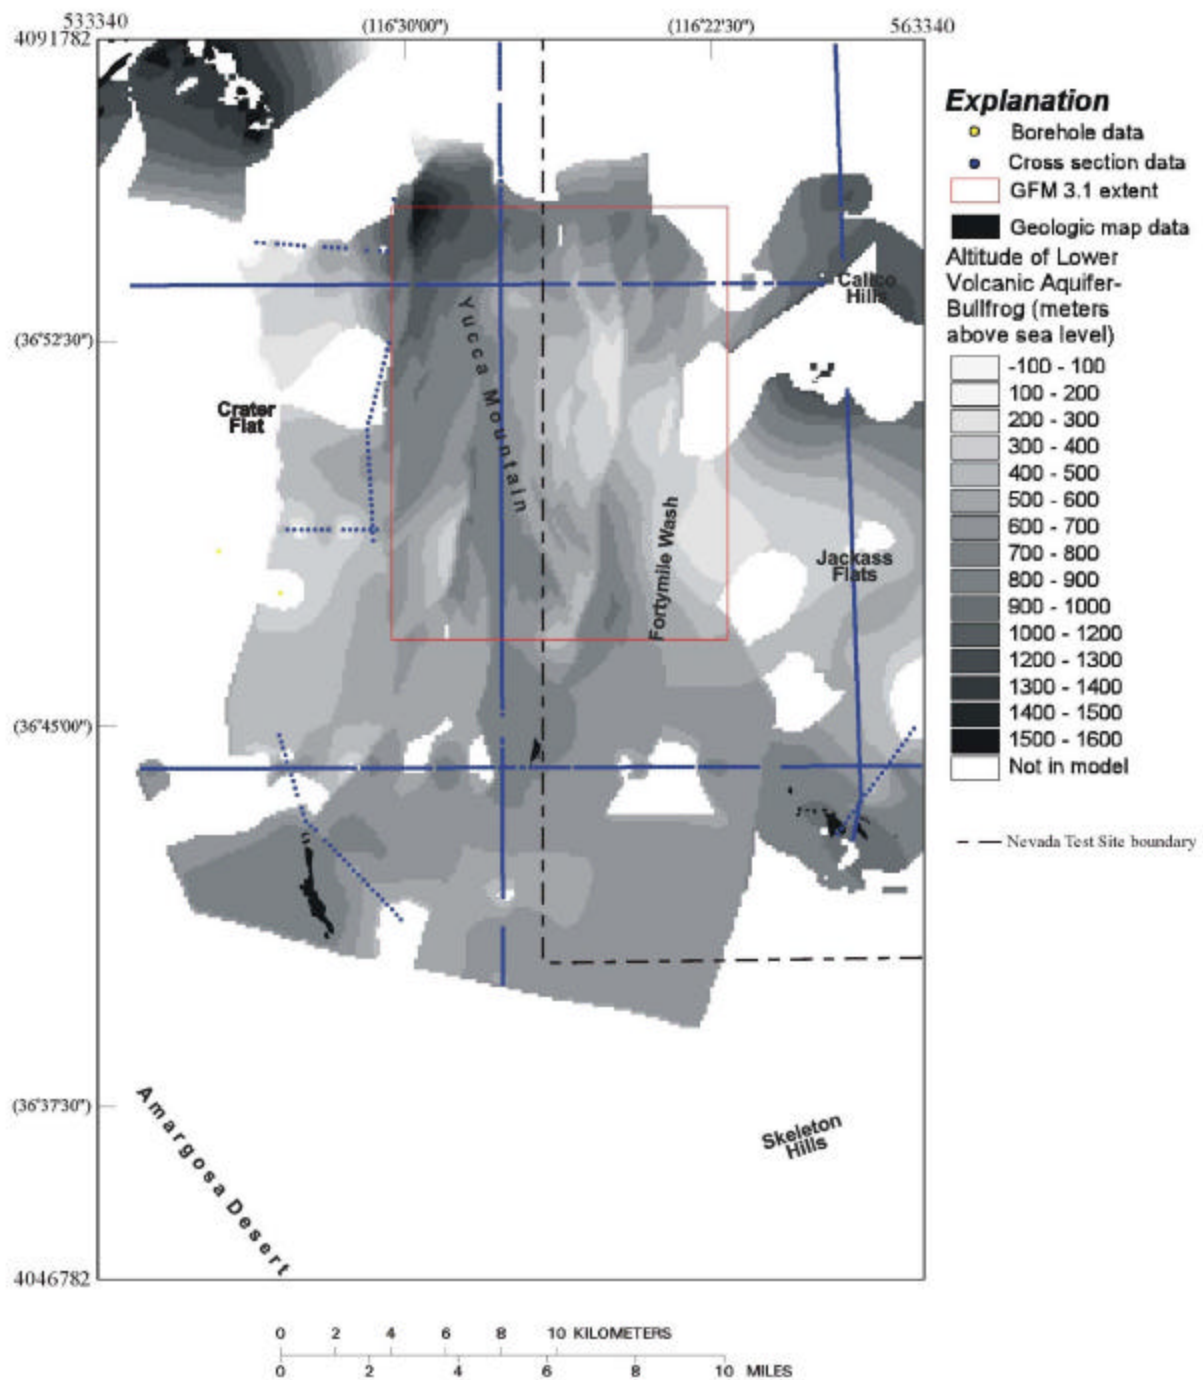 533340
(116°30'00")
(116°22'30")
563340
4091782
Explanation
Borehole data
Cross section data
GFM 3.1 extent
Geologic map data
Altitude of Lower
Volcanic Aquifer-
Bullfrog (meters
above sea level)
-100 - 100
100 - 200
200 - 300
300 - 400
400 - 500
500 - 600
600 - 700
700 - 800
800 - 900
900 - 1000
1000 - 1200
1200 - 1300
1300 - 1400
1400 - 1500
1500 - 1600
Not in model
Nevada Test Site boundary
Calico
Hills
(36°52'30")
Yucca Mountain
Crater
Flat
Fortymile Wash
Jackass
Flats
(36°45'00")
(36°37'30")
Amargosa Desert
Skeleton
Hills
4046782
0 2 4 6 8 10 KILOMETERS
0 2 4 6 8 10 MILES